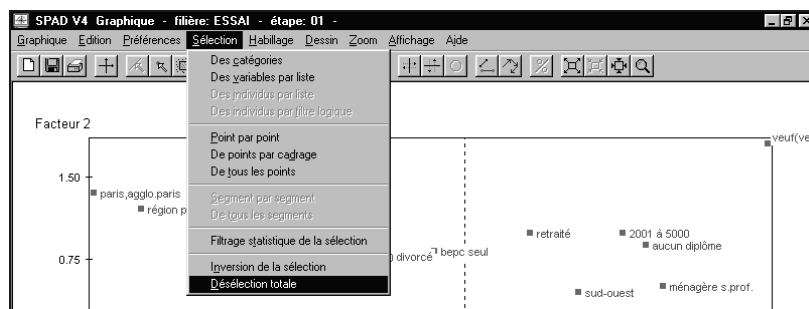 SPAD V4 Graphique - filière: ESSAI - étape: 01 -
Graphique Edition Préférences Sélection Habillage Dessin Zoom Affichage Aide
Des catégories
Des variables par liste
Des individus par liste
Des individus par filtre logique
Point par point
De points par cadrage
De tous les points
Segment par segment
De tous les segments
Filtrage statistique de la sélection
Inversion de la sélection
Désélection totale
Facteur 2
veuf(ve
1.50
paris,agglo.paris
région p
retraité
2001 à 5000
aucun diplôme
divorcé
bepc seul
0.75
ménagère s.prof.
sud-ouest